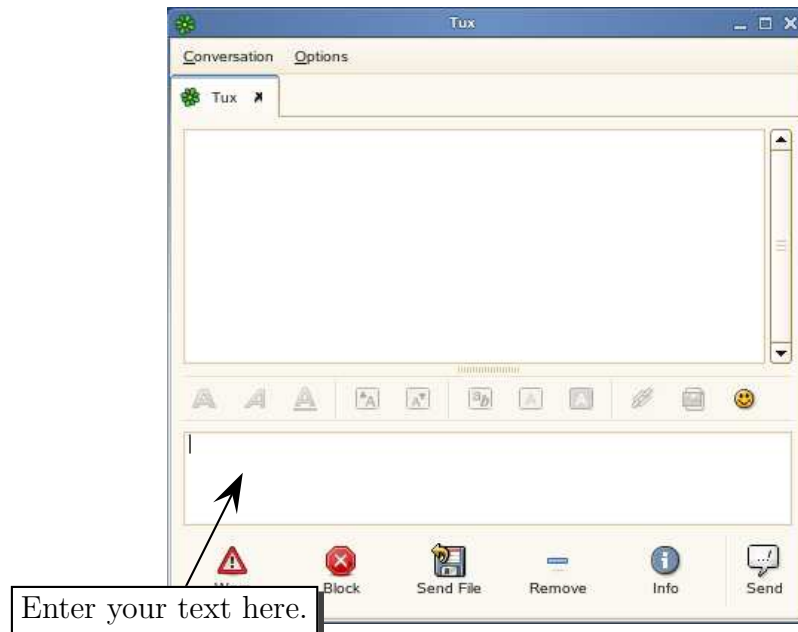 Tux
Conversation Options
Tux
Block Send File Remove Info Send
Enter your text here.